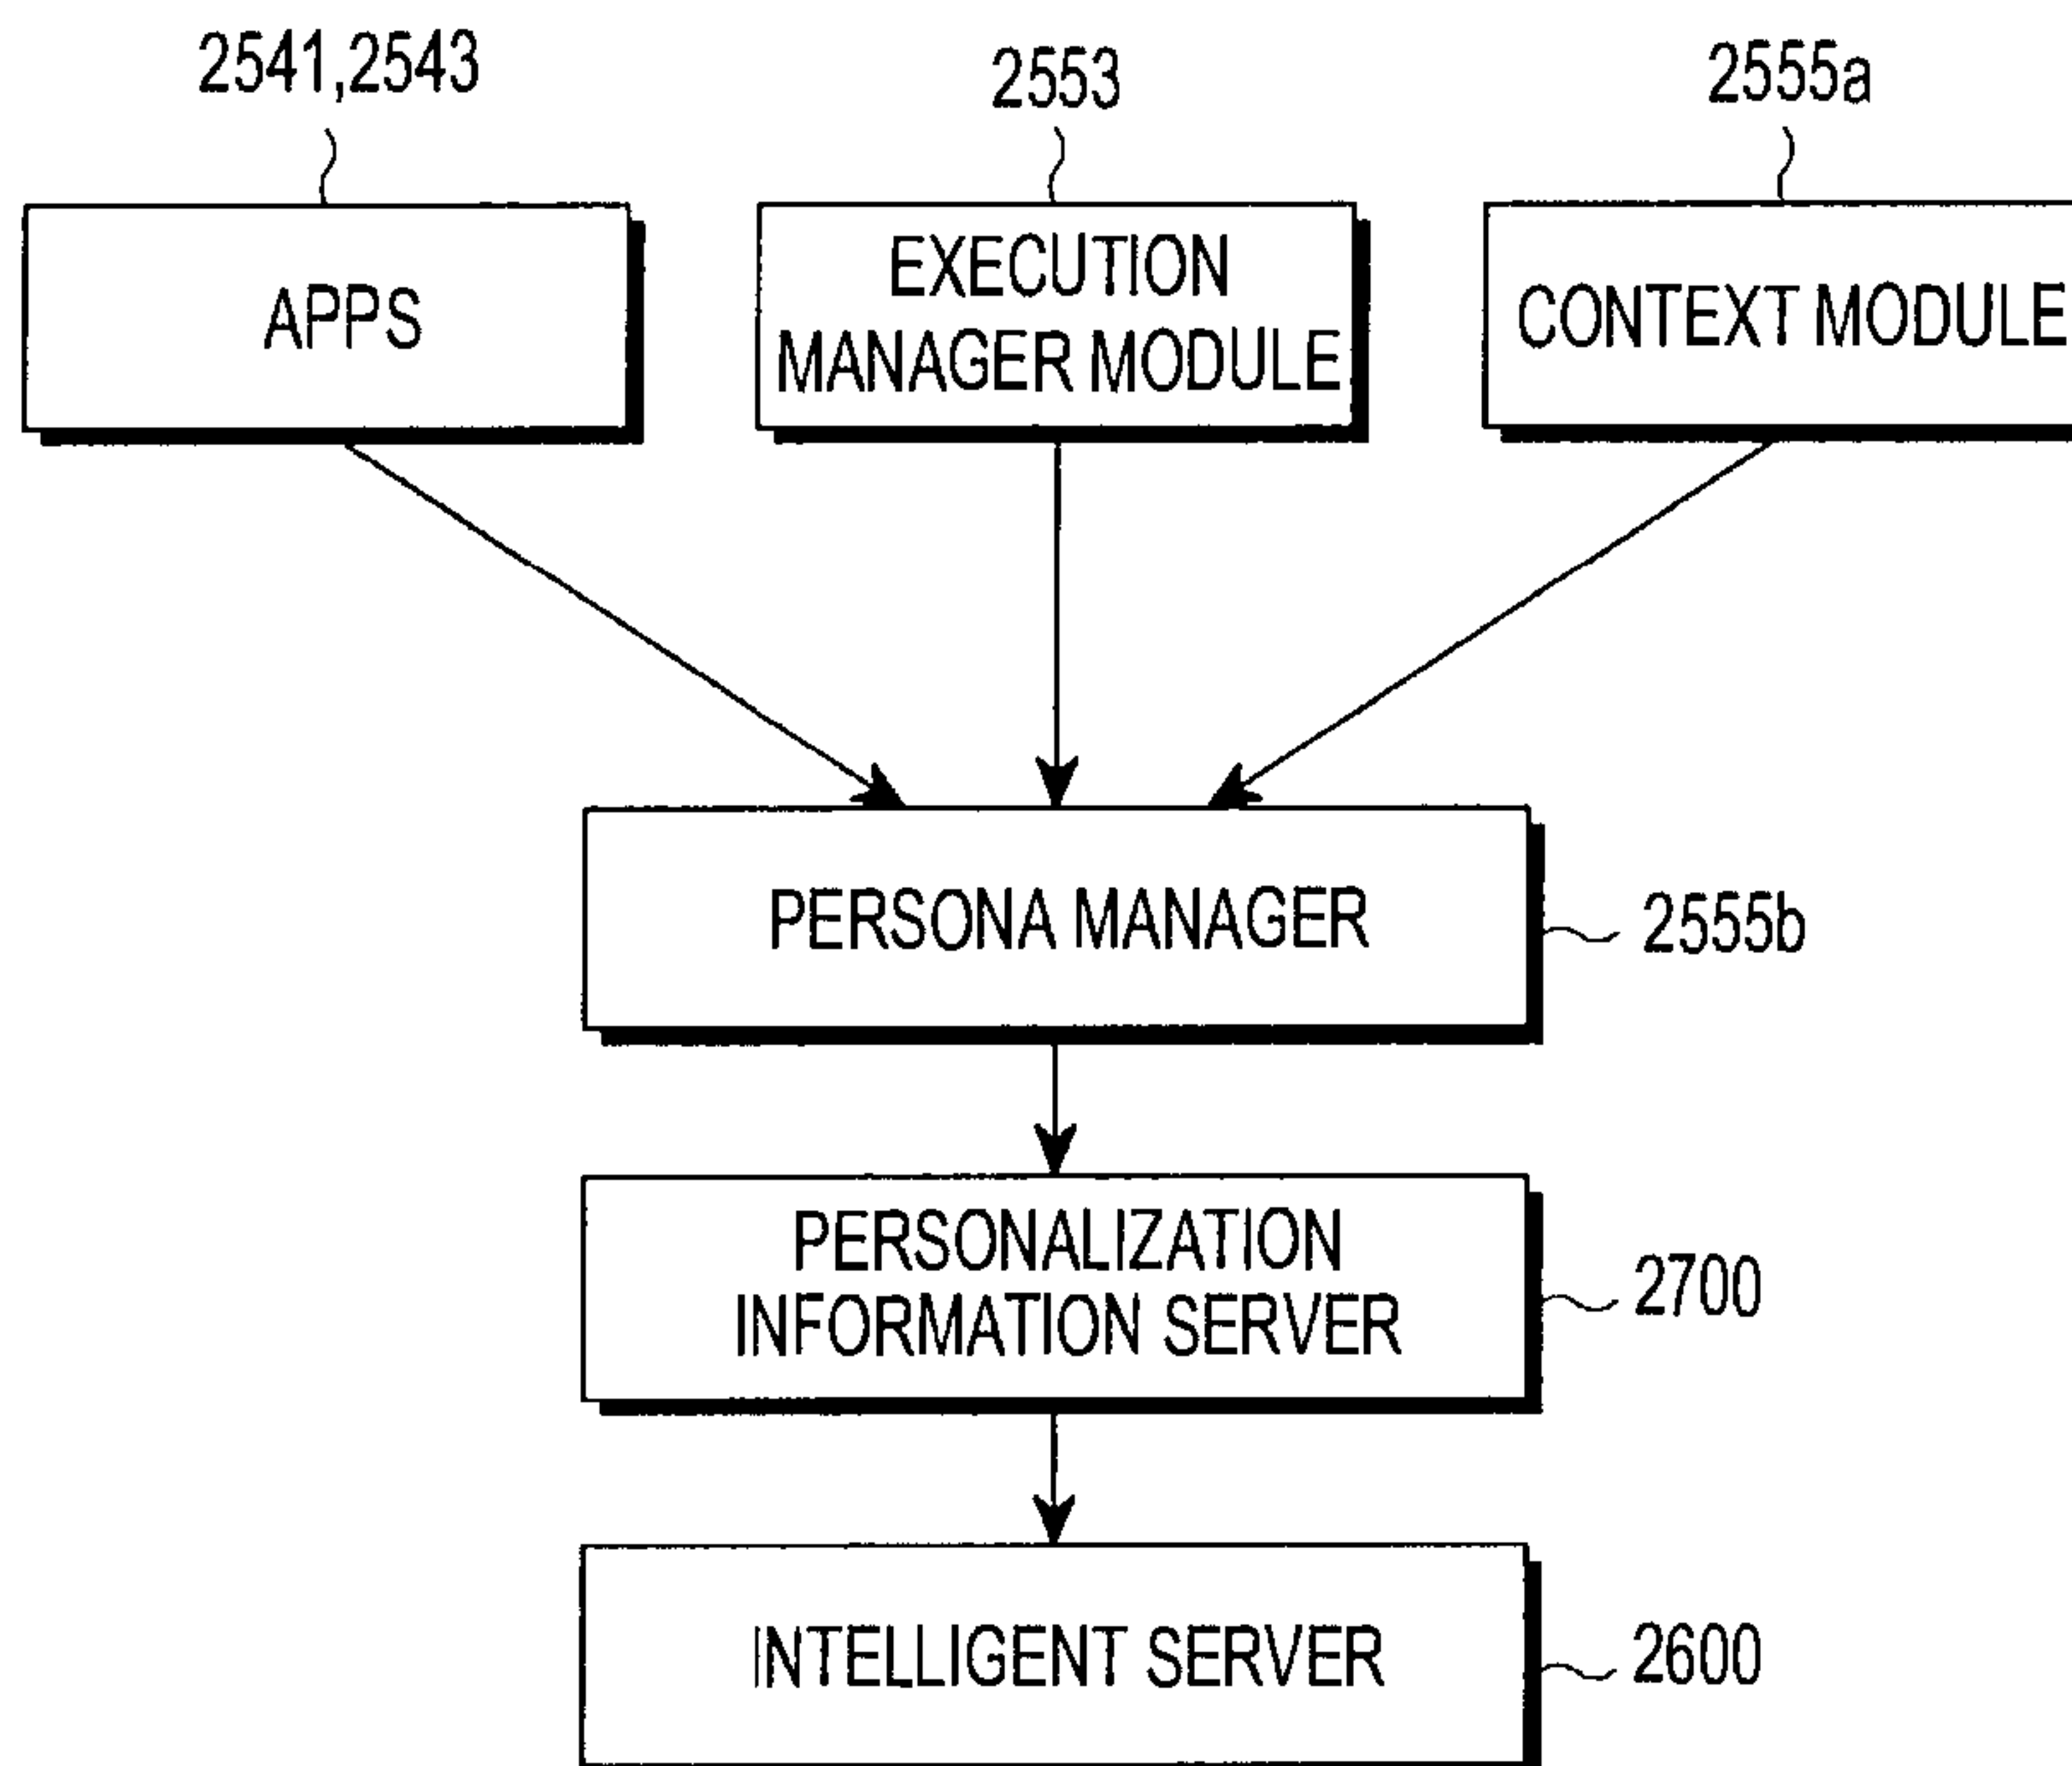 2541,2543
2553
2555a
APPS
EXECUTION
MANAGER MODULE
CONTEXT MODULE
PERSONA MANAGER
2555b
PERSONALIZATION
INFORMATION SERVER
2700
INTELLIGENT SERVER
2600